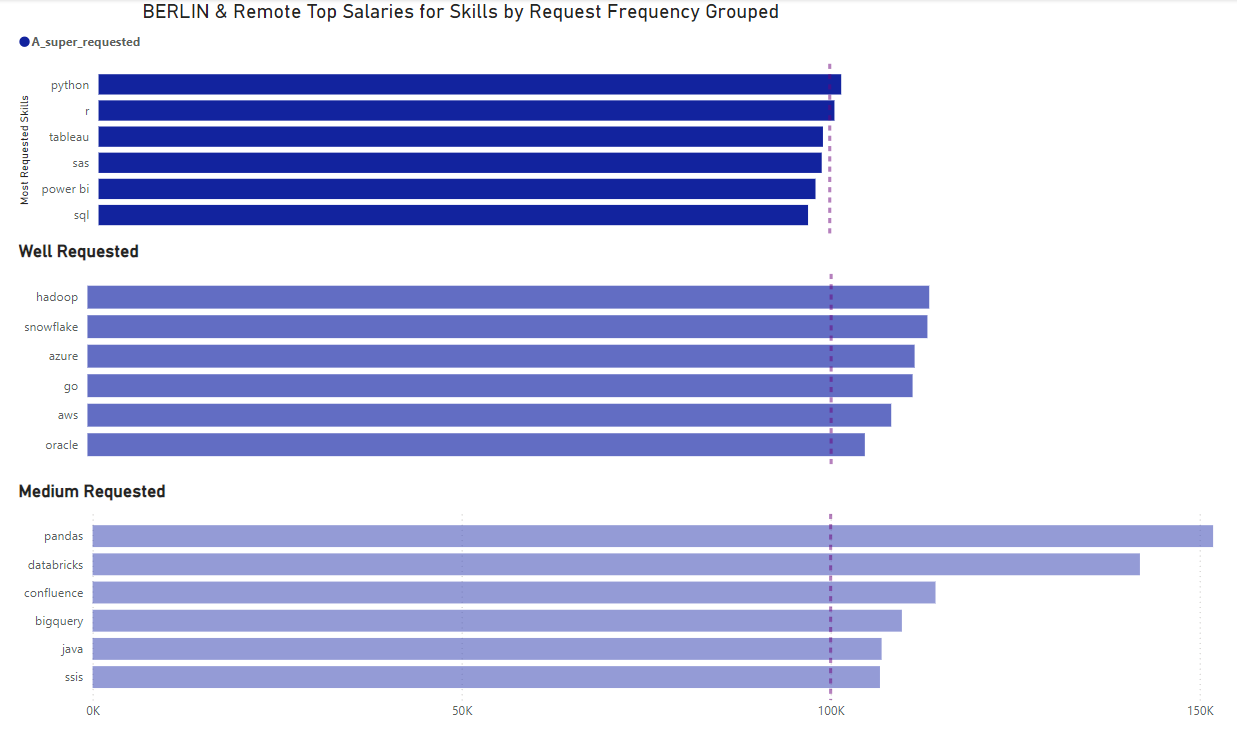 BERLIN & Remote Top Salaries for Skills by Request Frequency Grouped
A_super_requested
Most Requested Skills
python
r
tableau
sas
power bi
sql
Well Requested
hadoop
snowflake
azure
go
aws
oracle
Medium Requested
pandas
databricks
confluence
bigquery
java
ssis
0K 50K 100K 150K